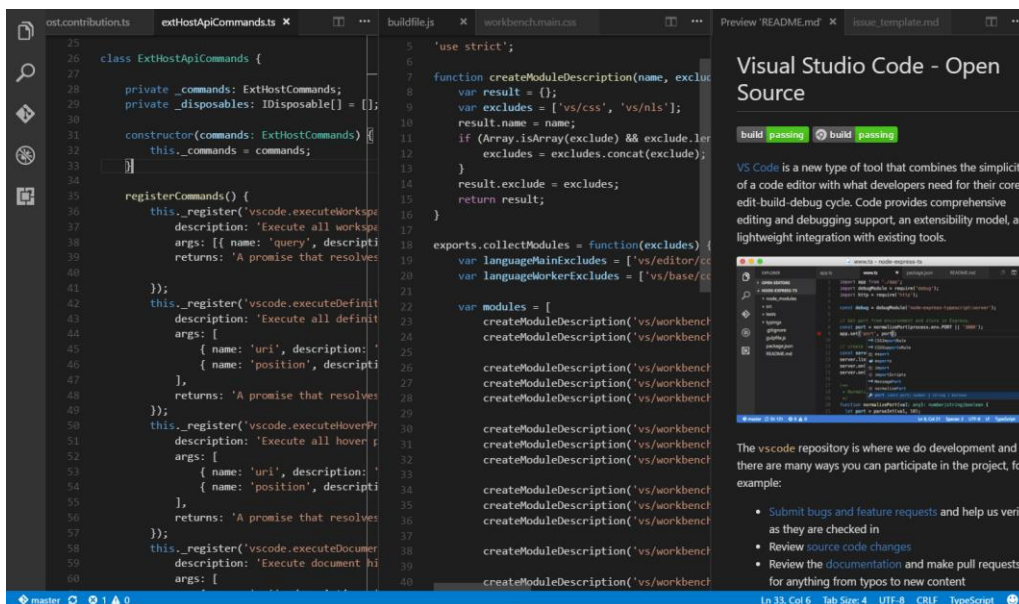 ost.contribution.ts extHostApiCommands.ts
25
26 class ExtHostApiCommands {
27
28 private _commands: ExtHostCommands;
29 private _disposables: IDisposable[] = [];
30
31 constructor(commands: ExtHostCommands) {
32 this._commands = commands;
33 }
34
35 registerCommands() {
36 this._register('vscode.executeWorkspa
37 description: 'Execute all workspa
38 args: [{ name: 'query', descripti
39 returns: 'A promise that resolves
40
41 });
42 this._register('vscode.executeDefinit
43 description: 'Execute all definit
44 args: [
45 { name: 'uri', description: '
46 { name: 'position', descripti
47 ],
48 returns: 'A promise that resolves
49 });
50 this._register('vscode.executeHoverPr
51 description: 'Execute all hover p
52 args: [
53 { name: 'uri', description: '
54 { name: 'position', descripti
55 ],
56 returns: 'A promise that resolves
57 });
58 this._register('vscode.executeDocumen
59 description: 'Execute document hi
60 args: [
buildfile.js workbench.main.css
5 'use strict';
6
7 function createModuleDescription(name, exclud
8 var result = {};
9 var excludes = ['vs/css', 'vs/nls'];
10 result.name = name;
11 if (Array.isArray(exclude) && exclude.len
12 excludes = excludes.concat(exclude);
13 }
14 result.exclude = excludes;
15 return result;
16 }
17
18 exports.collectModules = function(excludes) {
19 var languageMainExcludes = ['vs/editor/co
20 var languageWorkerExcludes = ['vs/base/co
21
22 var modules = [
23 createModuleDescription('vs/workbench
24 createModuleDescription('vs/workbench
25
26 createModuleDescription('vs/workbench
27 createModuleDescription('vs/workbench
28 createModuleDescription('vs/workbench
29
30 createModuleDescription('vs/workbench
31 createModuleDescription('vs/workbench
32 createModuleDescription('vs/workbench
33
34 createModuleDescription('vs/workbench
35 createModuleDescription('vs/workbench
36 createModuleDescription('vs/workbench
37
38 createModuleDescription('vs/workbench
39
40 createModuleDescription('vs/workbench
Preview 'README.md' issue_template.md
Visual Studio Code - Open
Source
build passing build passing
VS Code is a new type of tool that combines the simplicit
of a code editor with what developers need for their core
edit-build-debug cycle. Code provides comprehensive
editing and debugging support, an extensibility model, a
lightweight integration with existing tools.
www.ts - node-express-ts
EXPLORER app.ts www.ts package.json README.md
The vscode repository is where we do development and
there are many ways you can participate in the project, fo
example:
• Submit bugs and feature requests and help us veri
as they are checked in
• Review source code changes
• Review the documentation and make pull requests
for anything from typos to new content
master 1 0 Ln 33, Col 6 Tab Size: 4 UTF-8 CRLF TypeScript